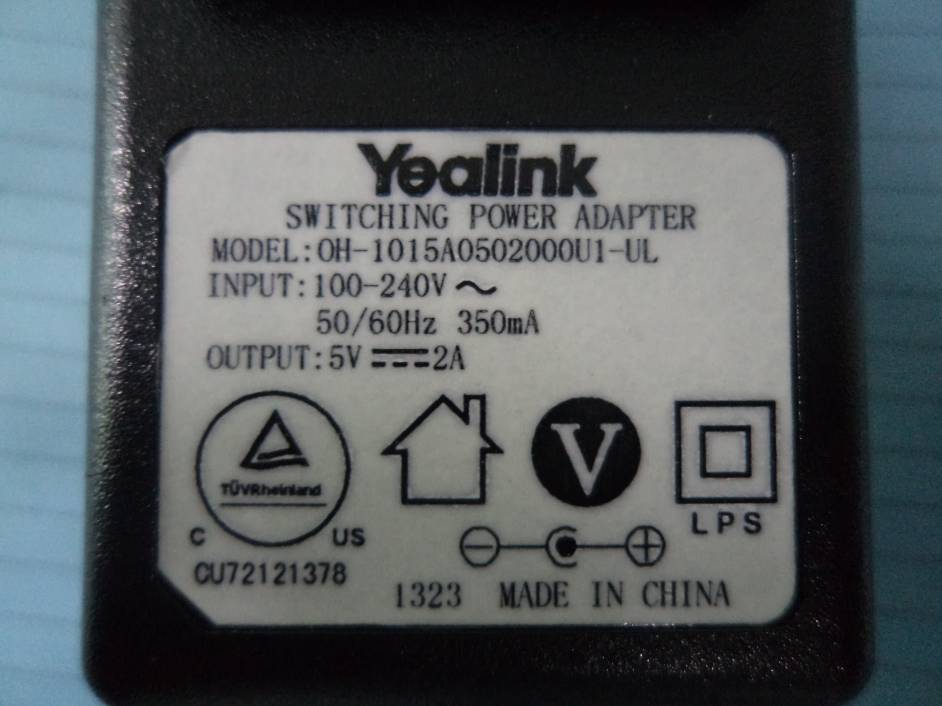 Yealink
SWITCHING POWER ADAPTER
MODEL:OH-1015A0502000U1-UL
INPUT:100-240V ~
50/60Hz 350mA
OUTPUT:5V ⎓2A
TÜVRheinland
C US
CU72121378
V
LPS
1323 MADE IN CHINA